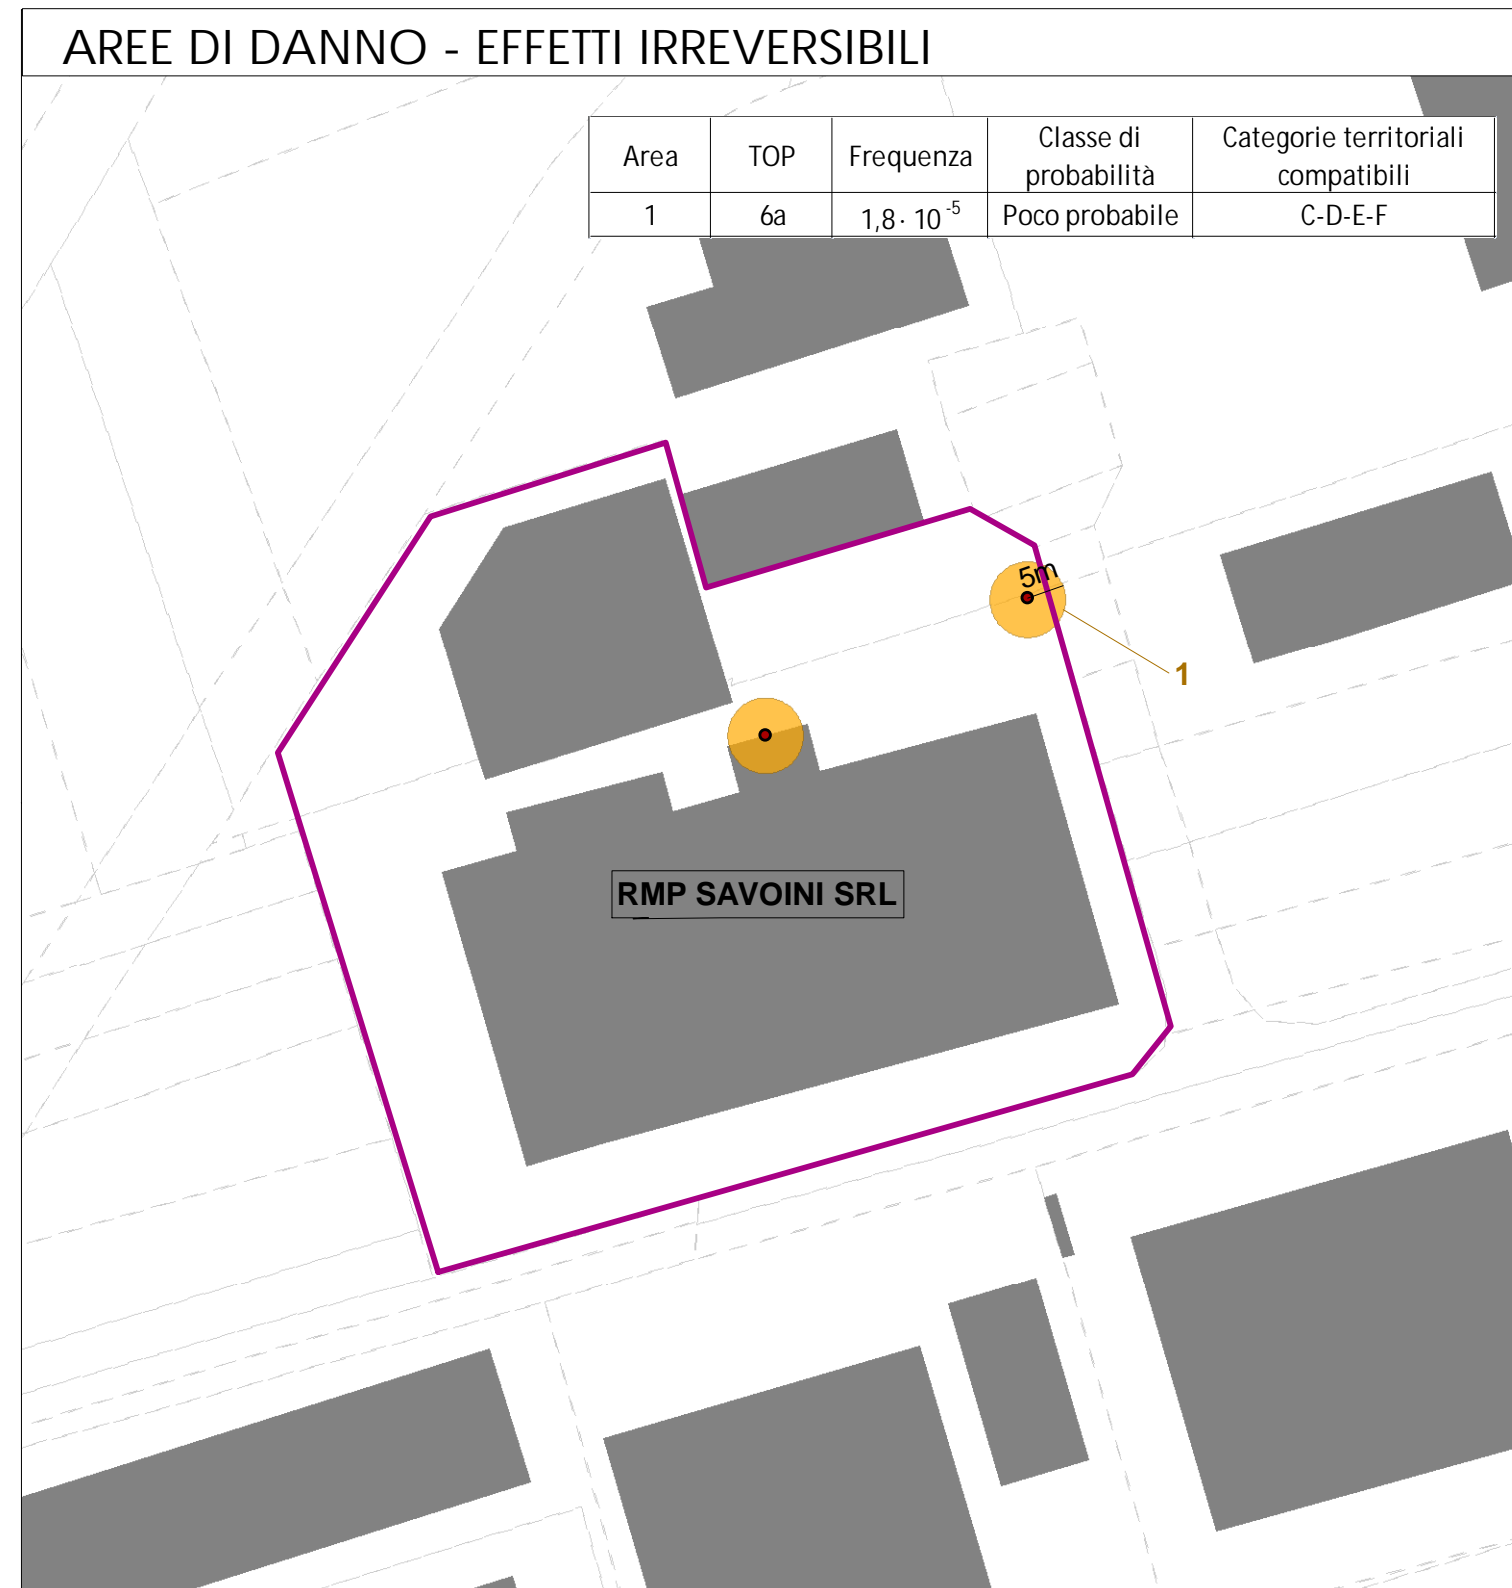 AREE DI DANNO - EFFETTI IRREVERSIBILI
Area TOP Frequenza Classe di probabilità Categorie territoriali compatibili
1 6a 1,8 · 10⁻⁵ Poco probabile C-D-E-F
5m
1
RMP SAVOINI SRL